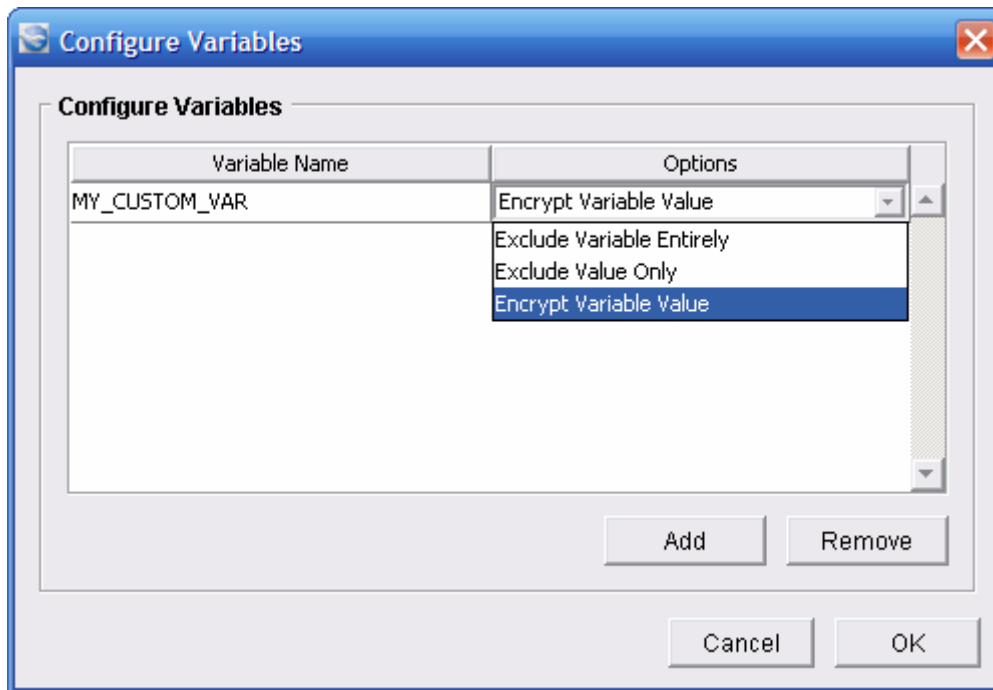 Configure Variables
Configure Variables
Variable Name Options
MY_CUSTOM_VAR Encrypt Variable Value
Exclude Variable Entirely
Exclude Value Only
Encrypt Variable Value
Add Remove
Cancel OK